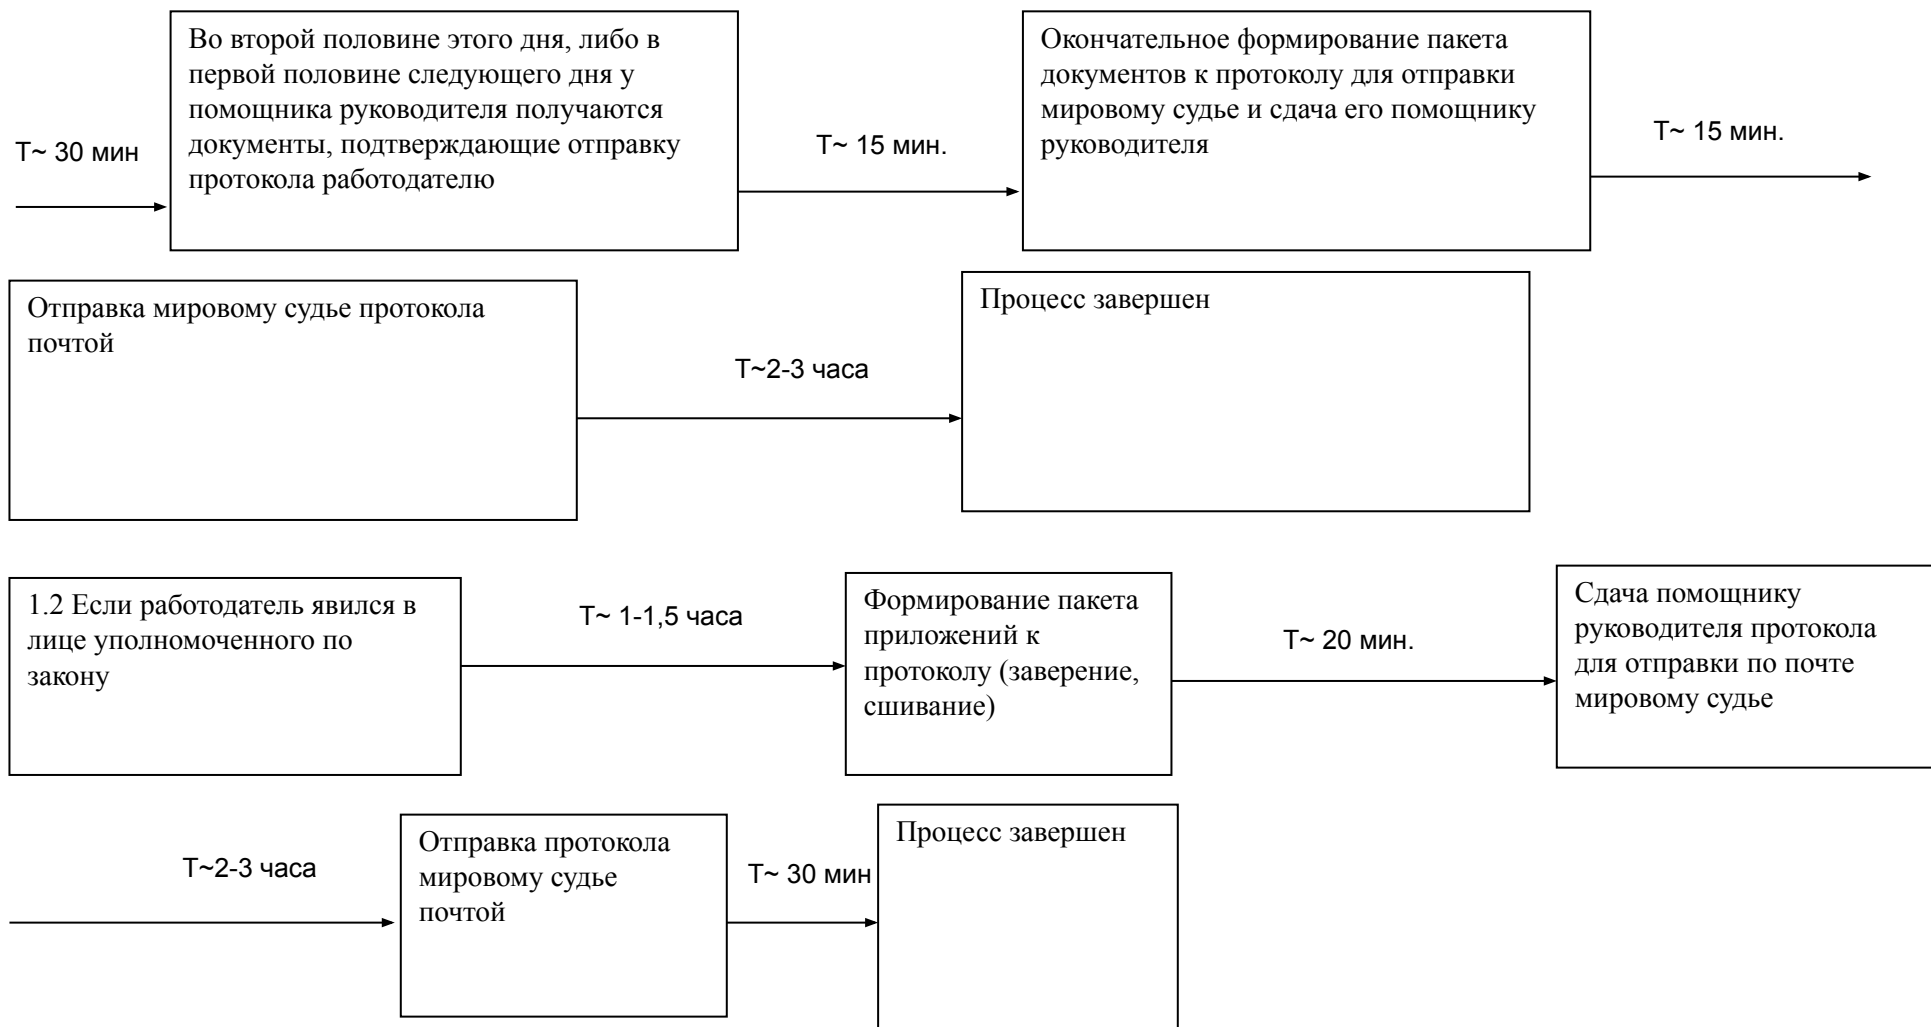 Т~ 30 мин
Во второй половине этого дня, либо в
первой половине следующего дня у
помощника руководителя получаются
документы, подтверждающие отправку
протокола работодателю
Т~ 15 мин.
Окончательное формирование пакета
документов к протоколу для отправки
мировому судье и сдача его помощнику
руководителя
Т~ 15 мин.
Отправка мировому судье протокола
почтой
Т~2-3 часа
Процесс завершен
1.2 Если работодатель явился в
лице уполномоченного по
закону
Т~ 1-1,5 часа
Формирование пакета
приложений к
протоколу (заверение,
сшивание)
Т~ 20 мин.
Сдача помощнику
руководителя протокола
для отправки по почте
мировому судье
Т~2-3 часа
Отправка протокола
мировому судье
почтой
Т~ 30 мин
Процесс завершен